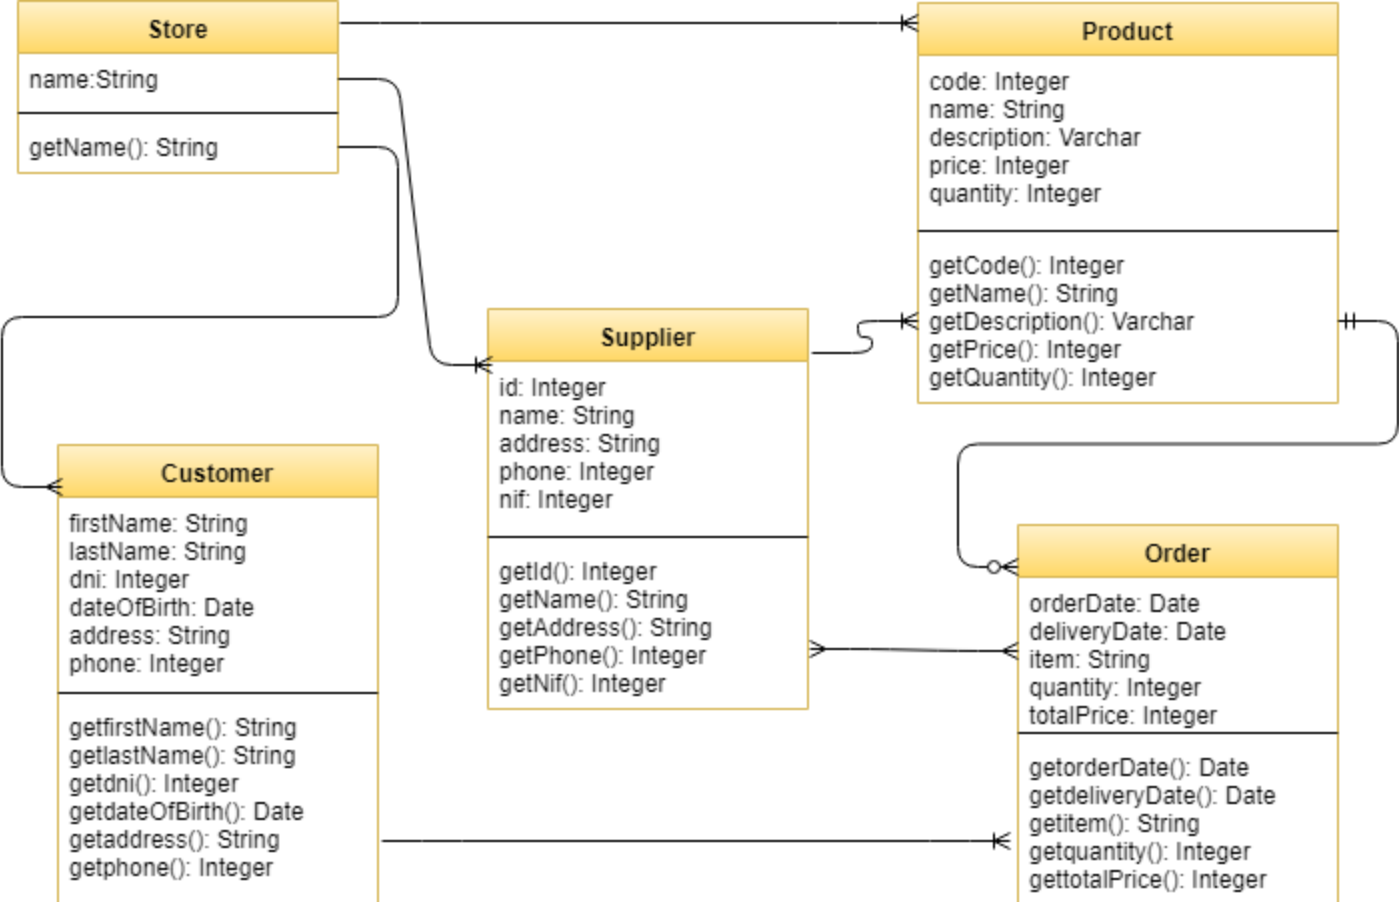 Store
name:String
getName(): String
Product
code: Integer
name: String
description: Varchar
price: Integer
quantity: Integer
getCode(): Integer
getName(): String
getDescription(): Varchar
getPrice(): Integer
getQuantity(): Integer
Supplier
id: Integer
name: String
address: String
phone: Integer
nif: Integer
getId(): Integer
getName(): String
getAddress(): String
getPhone(): Integer
getNif(): Integer
Customer
firstName: String
lastName: String
dni: Integer
dateOfBirth: Date
address: String
phone: Integer
getfirstName(): String
getlastName(): String
getdni(): Integer
getdateOfBirth(): Date
getaddress(): String
getphone(): Integer
Order
orderDate: Date
deliveryDate: Date
item: String
quantity: Integer
totalPrice: Integer
getorderDate(): Date
getdeliveryDate(): Date
getitem(): String
getquantity(): Integer
gettotalPrice(): Integer